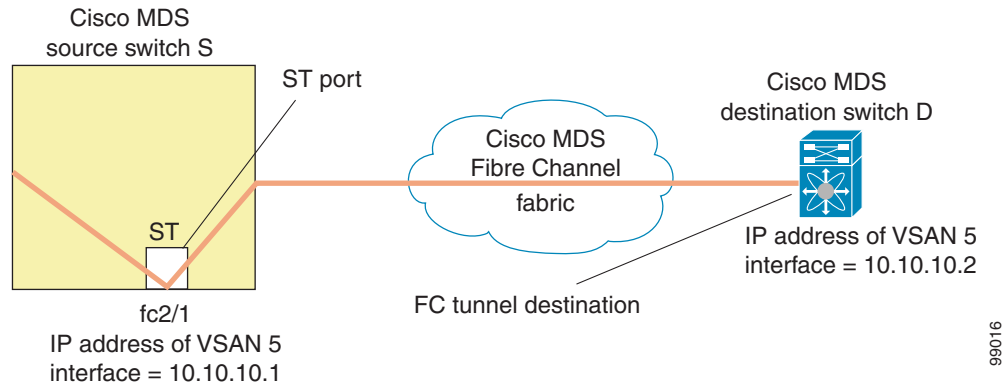 Cisco MDS
source switch S
ST port
ST
fc2/1
IP address of VSAN 5
interface = 10.10.10.1
Cisco MDS
Fibre Channel
fabric
FC tunnel destination
Cisco MDS
destination switch D
IP address of VSAN 5
interface = 10.10.10.2
99016